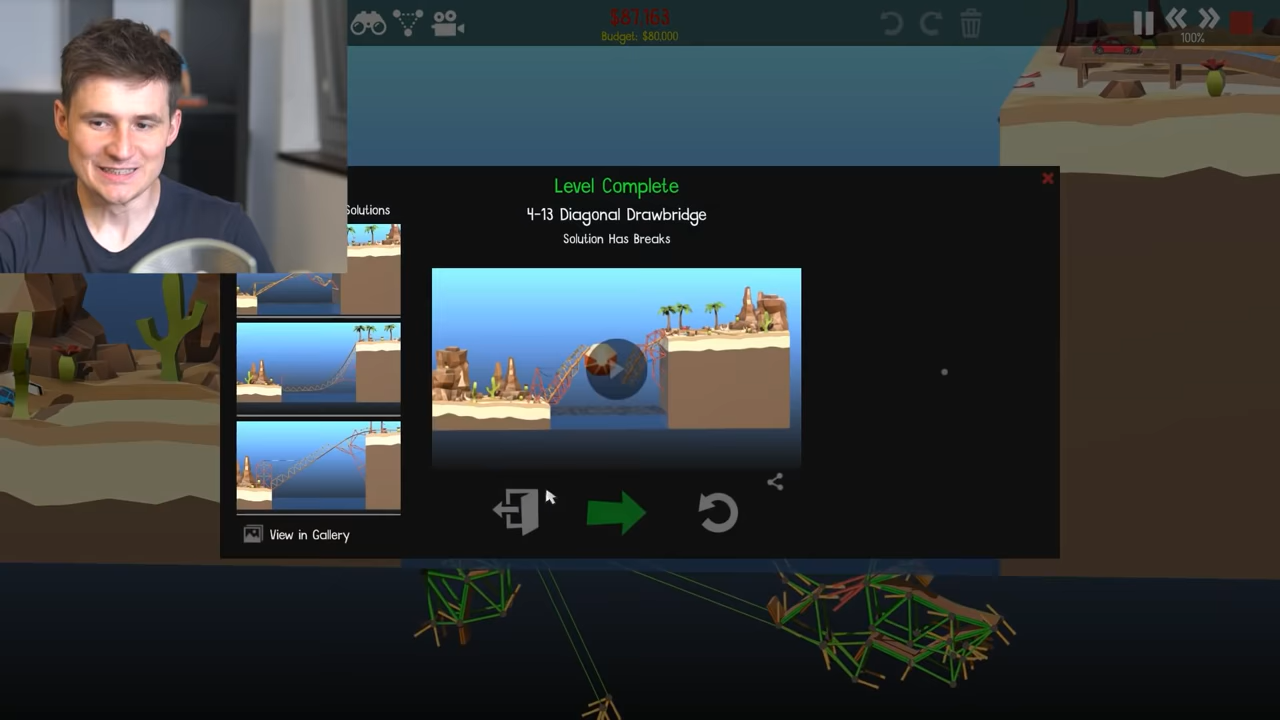 $87,163
Budget: $80,000
100%
Level Complete
4-13 Diagonal Drawbridge
Solution Has Breaks
Solutions
View in Gallery